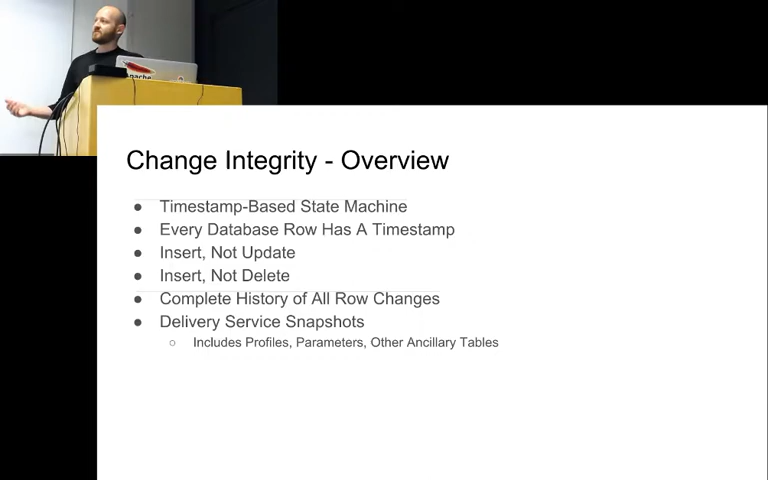 Apache
Change Integrity - Overview
● Timestamp-Based State Machine
● Every Database Row Has A Timestamp
● Insert, Not Update
● Insert, Not Delete
● Complete History of All Row Changes
● Delivery Service Snapshots
○ Includes Profiles, Parameters, Other Ancillary Tables